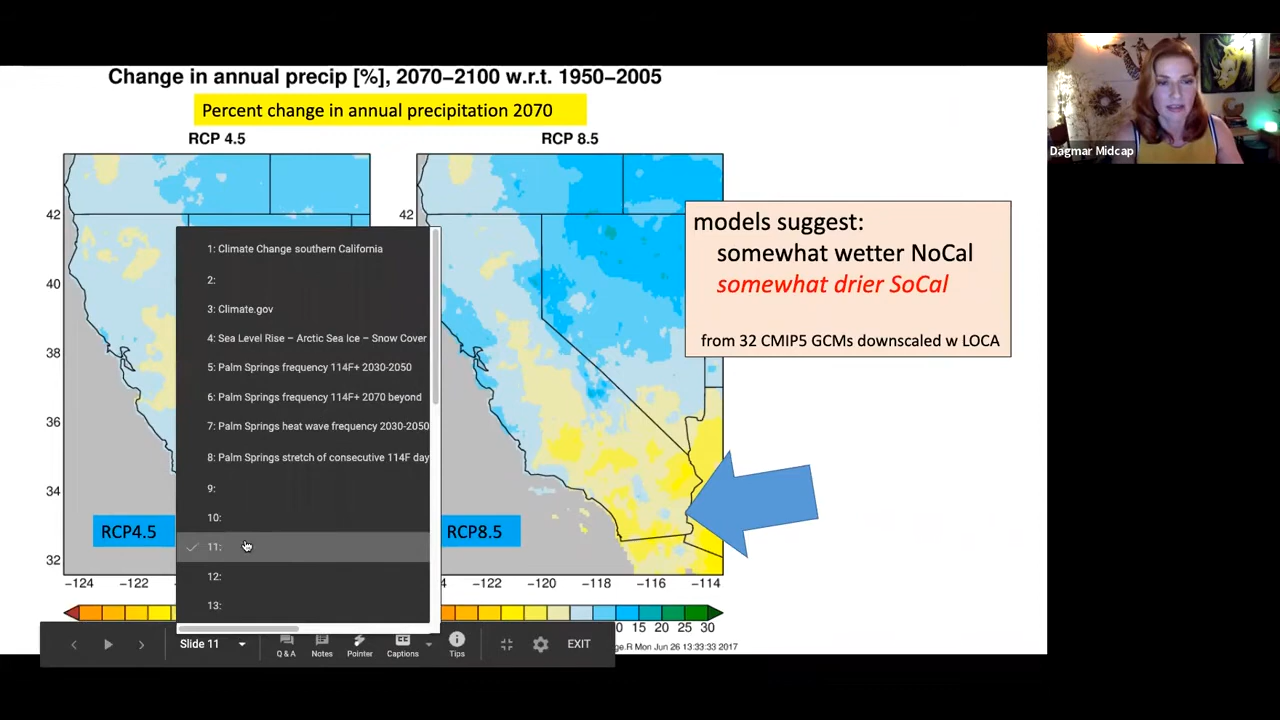 Change in annual precip [%], 2070−2100 w.r.t. 1950−2005
Percent change in annual precipitation 2070
RCP 4.5
RCP 8.5
Dagmar Midcap
models suggest:
somewhat wetter NoCal
somewhat drier SoCal
from 32 CMIP5 GCMs downscaled w LOCA
42
40
38
36
34
32
42
1: Climate Change southern California
2:
3: Climate.gov
4: Sea Level Rise – Arctic Sea Ice – Snow Cover
5: Palm Springs frequency 114F+ 2030-2050
6: Palm Springs frequency 114F+ 2070 beyond
7: Palm Springs heat wave frequency 2030-2050
8: Palm Springs stretch of consecutive 114F day
9:
10:
11:
12:
13:
RCP4.5
RCP8.5
−124 −122
−122 −120 −118 −116 −114
10 15 20 25 30
Slide 11
Q & A
Notes
Pointer
CC
Captions
Tips
EXIT
ge.R Mon Jun 26 13:33:33 2017